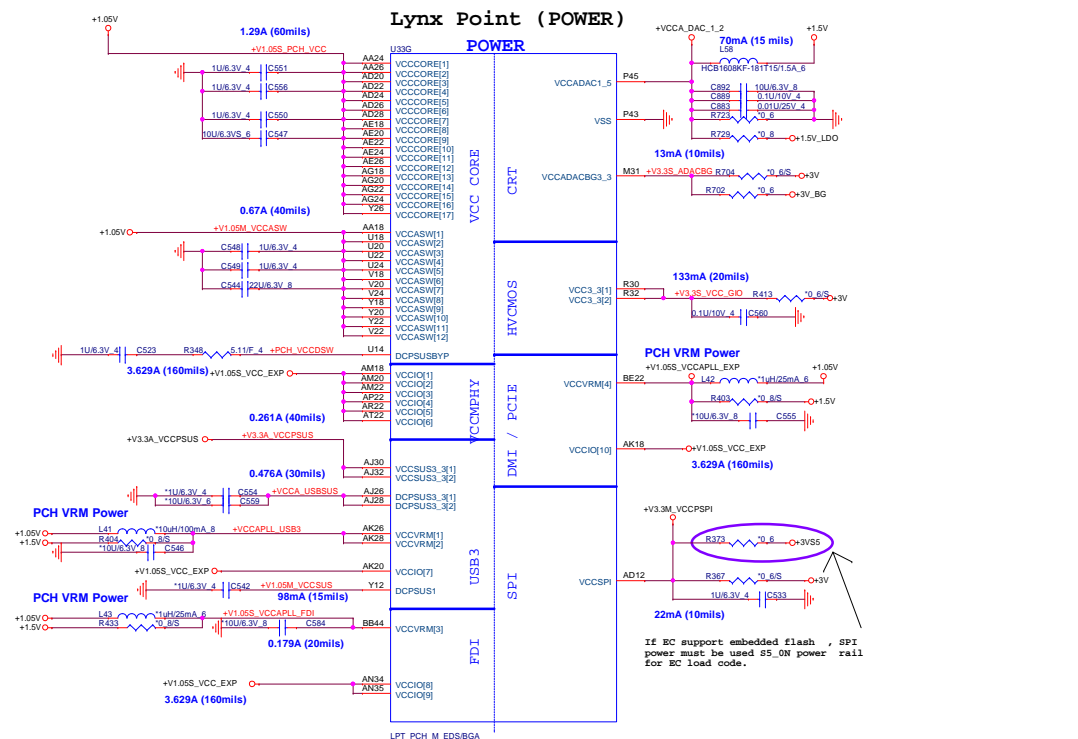 Lynx Point (POWER)
POWER
U33G
+1.05V
1.29A (60mils)
+V1.05S_PCH_VCC
1U/6.3V_4 C551
1U/6.3V_4 C556
1U/6.3V_4 C550
10U/6.3VS_6 C547
AA24 VCCCORE[1]
AA26 VCCCORE[2]
AD20 VCCCORE[3]
AD22 VCCCORE[4]
AD24 VCCCORE[5]
AD26 VCCCORE[6]
AD28 VCCCORE[7]
AE18 VCCCORE[8]
AE20 VCCCORE[9]
AE22 VCCCORE[10]
AE24 VCCCORE[11]
AE26 VCCCORE[12]
AG18 VCCCORE[13]
AG20 VCCCORE[14]
AG22 VCCCORE[15]
AG24 VCCCORE[16]
Y26 VCCCORE[17]
VCC CORE
0.67A (40mils)
+1.05V
+V1.05M_VCCASW
C548 1U/6.3V_4
C549 1U/6.3V_4
C544 22U/6.3V_8
AA18 VCCASW[1]
U18 VCCASW[2]
U20 VCCASW[3]
U22 VCCASW[4]
U24 VCCASW[5]
V18 VCCASW[6]
V20 VCCASW[7]
V24 VCCASW[8]
Y18 VCCASW[9]
Y20 VCCASW[10]
Y22 VCCASW[11]
V22 VCCASW[12]
1U/6.3V_4 C523 R348 5.11/F_4 +PCH_VCCDSW
U14 DCPSUSBYP
3.629A (160mils)
+V1.05S_VCC_EXP
AM18 VCCIO[1]
AM20 VCCIO[2]
AM22 VCCIO[3]
AP22 VCCIO[4]
AR22 VCCIO[5]
AT22 VCCIO[6]
VCCMPHY
0.261A (40mils)
+V3.3A_VCCPSUS
+V3.3A_VCCPSUS
AJ30 VCCSUS3_3[1]
AJ32 VCCSUS3_3[2]
0.476A (30mils)
*1U/6.3V_4 C554
*10U/6.3V_6 C559
+VCCA_USBSUS
AJ26 DCPSUS3_3[1]
AJ28 DCPSUS3_3[2]
PCH VRM Power
+1.05V L41 *10uH/100mA_8
+1.5V R404 *0_8/S
*10U/6.3V_8 C546
+VCCAPLL_USB3
AK26 VCCVRM[1]
AK28 VCCVRM[2]
USB3
+V1.05S_VCC_EXP
AK20 VCCIO[7]
*1U/6.3V_4 C542
+V1.05M_VCCSUS
98mA (15mils)
Y12 DCPSUS1
PCH VRM Power
+1.05V L43 *1uH/25mA_6
+1.5V R433 *0_8/S
+V1.05S_VCCAPLL_FDI
*10U/6.3V_8 C584
0.179A (20mils)
BB44 VCCVRM[3]
FDI
+V1.05S_VCC_EXP
3.629A (160mils)
AN34 VCCIO[8]
AN35 VCCIO[9]
LPT_PCH_M_EDS/BGA
+VCCA_DAC_1_2
70mA (15 mils)
+1.5V
L58
HCB1608KF-181T15/1.5A_6
C892 10U/6.3V_8
C889 0.1U/10V_4
C883 0.01U/25V_4
R723 *0_6
R729 *0_8 +1.5V_LDO
VCCADAC1_5 P45
VSS P43
CRT
13mA (10mils)
VCCADACBG3_3 M31
+V3.3S_ADACBG R704 *0_6/S +3V
R702 *0_6 +3V_BG
HVCMOS
133mA (20mils)
VCC3_3[1] R30
VCC3_3[2] R32
+V3.3S_VCC_GIO R413 *0_6/S +3V
0.1U/10V_4 C560
DMI / PCIE
PCH VRM Power
+V1.05S_VCCAPLL_EXP
+1.05V
VCCVRM[4] BE22
L42 *1uH/25mA_6
R403 *0_8/S +1.5V
*10U/6.3V_8 C555
VCCIO[10] AK18
+V1.05S_VCC_EXP
3.629A (160mils)
SPI
+V3.3M_VCCPSPI
R373 *0_6 +3VS5
VCCSPI AD12
R367 *0_6/S +3V
1U/6.3V_4 C533
22mA (10mils)
If EC support embedded flash , SPI
power must be used S5_0N power rail
for EC load code.